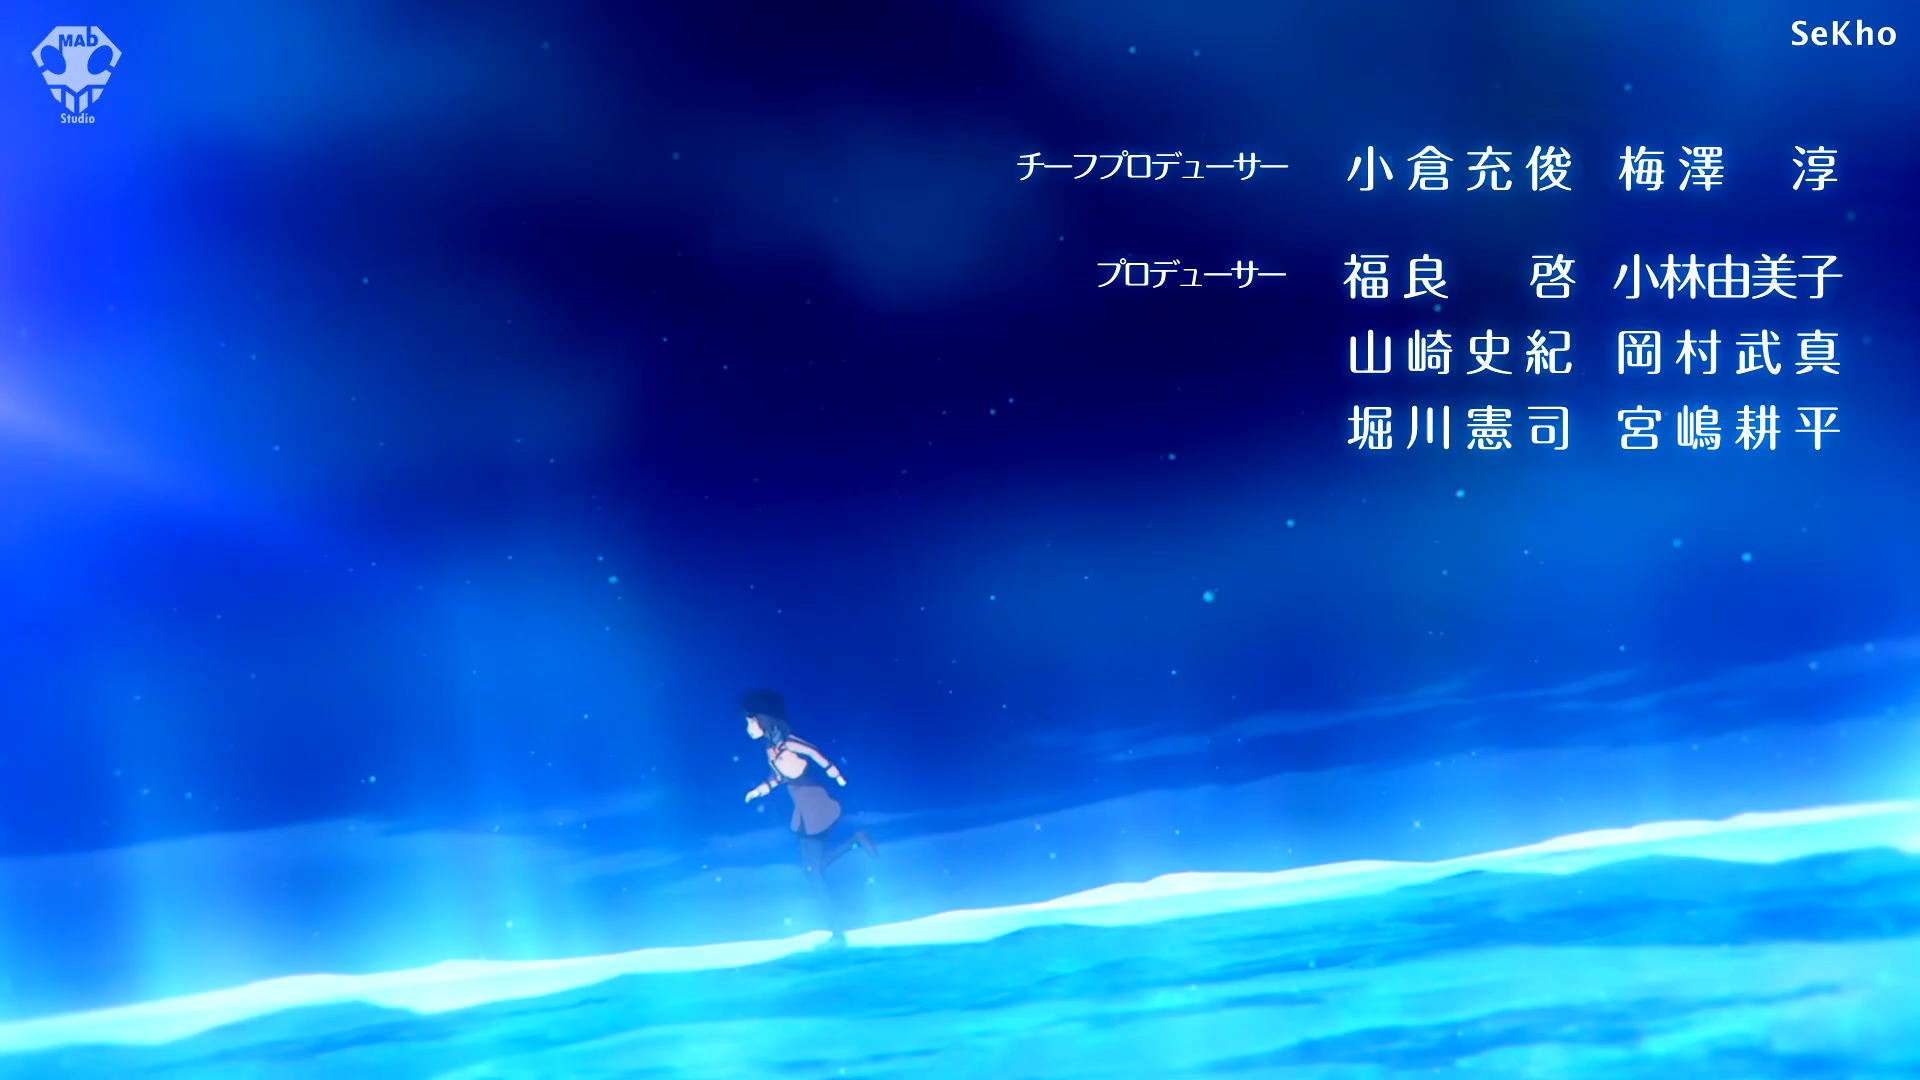 MAD
Studio
SeKho
チーフプロデューサー 小倉充俊 梅澤 淳
プロデューサー 福良 啓 小林由美子
山崎史紀 岡村武真
堀川憲司 宮嶋耕平